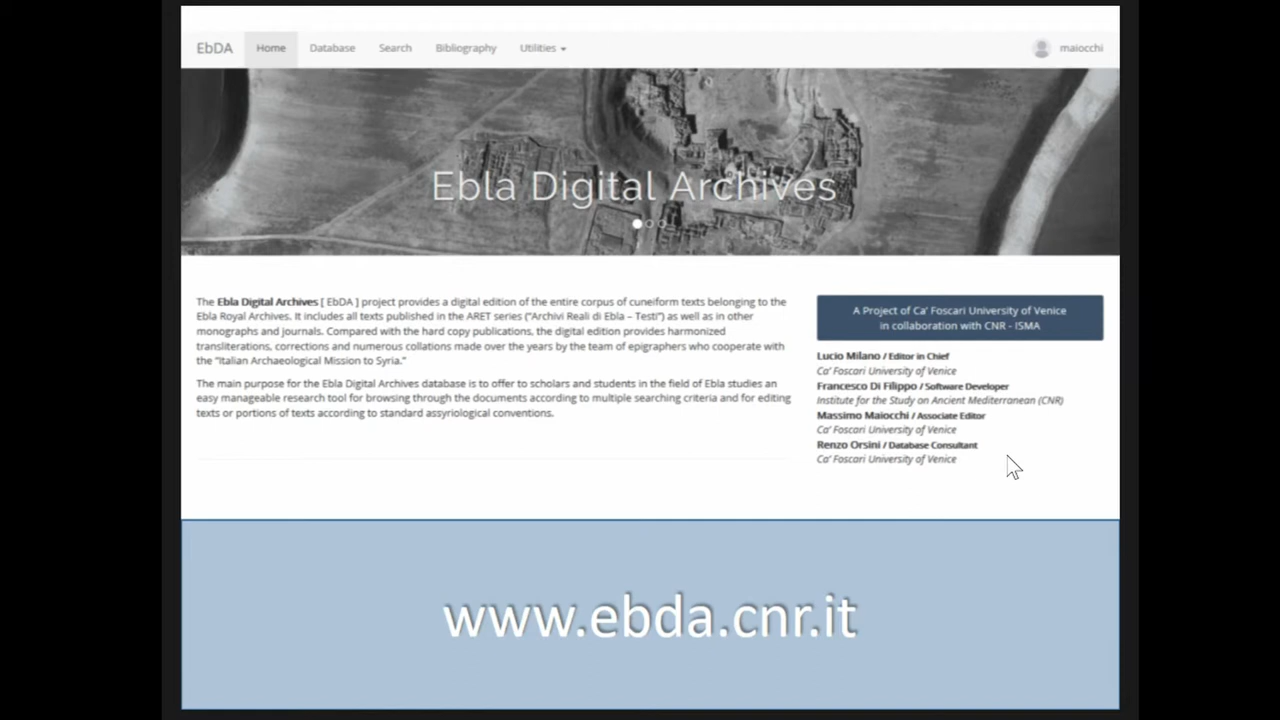 EbDA Home Database Search Bibliography Utilities maiocchi
Ebla Digital Archives
The Ebla Digital Archives [ EbDA ] project provides a digital edition of the entire corpus of cuneiform texts belonging to the
Ebla Royal Archives. It includes all texts published in the ARET series ("Archivi Reali di Ebla – Testi") as well as in other
monographs and journals. Compared with the hard copy publications, the digital edition provides harmonized
transliterations, corrections and numerous collations made over the years by the team of epigraphers who cooperate with
the "Italian Archaeological Mission to Syria."
The main purpose for the Ebla Digital Archives database is to offer to scholars and students in the field of Ebla studies an
easy manageable research tool for browsing through the documents according to multiple searching criteria and for editing
texts or portions of texts according to standard assyriological conventions.
A Project of Ca' Foscari University of Venice
in collaboration with CNR - ISMA
Lucio Milano / Editor in Chief
Ca' Foscari University of Venice
Francesco Di Filippo / Software Developer
Institute for the Study on Ancient Mediterranean (CNR)
Massimo Maiocchi / Associate Editor
Ca' Foscari University of Venice
Renzo Orsini / Database Consultant
Ca' Foscari University of Venice
www.ebda.cnr.it